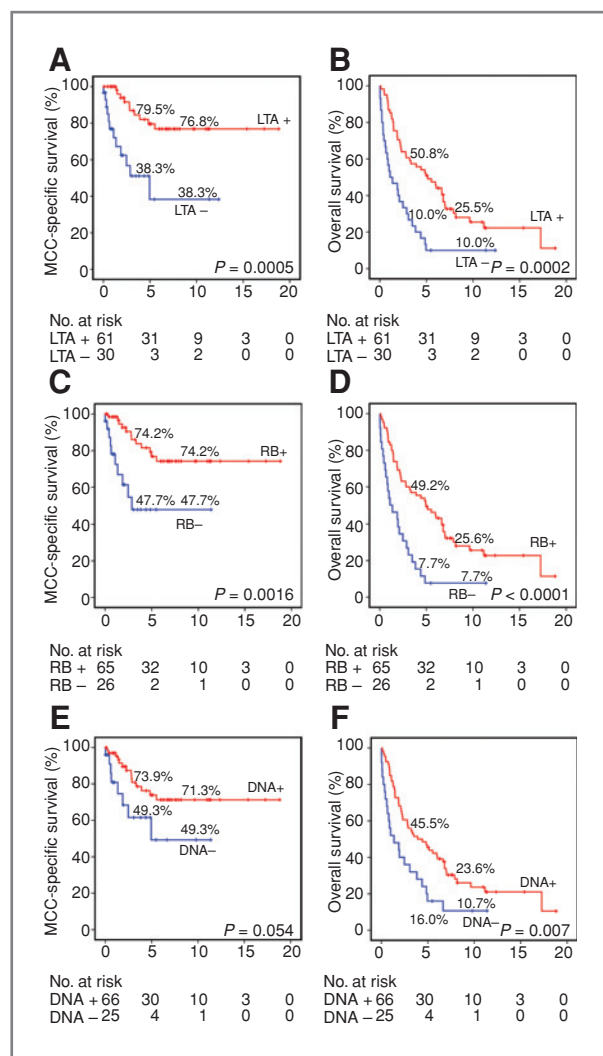 A
MCC-specific survival (%)
100
80
60
40
20
0
79.5%
76.8%
LTA +
38.3%
38.3%
LTA –
P = 0.0005
0 5 10 15 20
No. at risk
LTA + 61 31 9 3 0
LTA – 30 3 2 0 0
B
Overall survival (%)
100
80
60
40
20
0
50.8%
25.5%
LTA +
10.0%
10.0%
LTA –
P = 0.0002
0 5 10 15 20
No. at risk
LTA + 61 31 9 3 0
LTA – 30 3 2 0 0
C
MCC-specific survival (%)
100
80
60
40
20
0
74.2%
74.2%
RB+
47.7% 47.7%
RB–
P = 0.0016
0 5 10 15 20
No. at risk
RB + 65 32 10 3 0
RB – 26 2 1 0 0
D
Overall survival (%)
100
80
60
40
20
0
49.2%
25.6%
RB+
7.7%
7.7%
RB–
P < 0.0001
0 5 10 15 20
No. at risk
RB + 65 32 10 3 0
RB – 26 2 1 0 0
E
MCC-specific survival (%)
100
80
60
40
20
0
73.9%
71.3%
DNA+
49.3%
49.3%
DNA–
P = 0.054
0 5 10 15 20
No. at risk
DNA + 66 30 10 3 0
DNA – 25 4 1 0 0
F
Overall survival (%)
100
80
60
40
20
0
45.5%
23.6%
DNA+
10.7%
16.0%
DNA–
P = 0.007
0 5 10 15 20
No. at risk
DNA + 66 30 10 3 0
DNA – 25 4 1 0 0